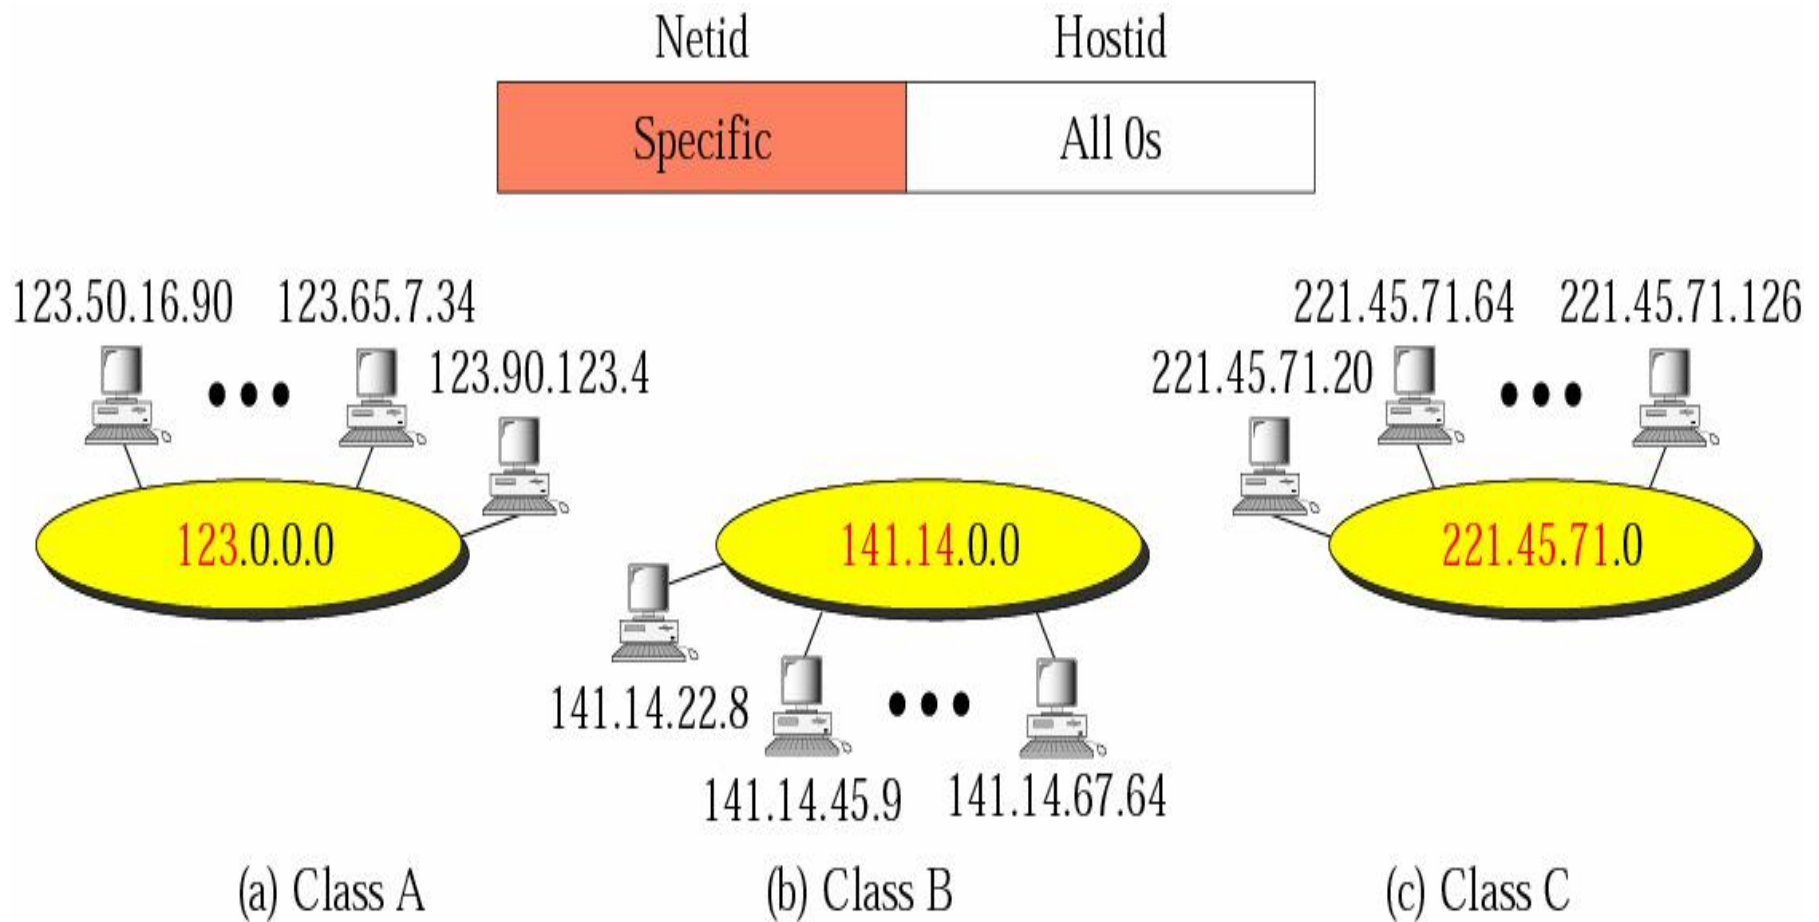 Netid Hostid
Specific All 0s
123.50.16.90 123.65.7.34
123.90.123.4
123.0.0.0
(a) Class A
141.14.0.0
141.14.22.8
141.14.45.9 141.14.67.64
(b) Class B
221.45.71.64 221.45.71.126
221.45.71.20
221.45.71.0
(c) Class C